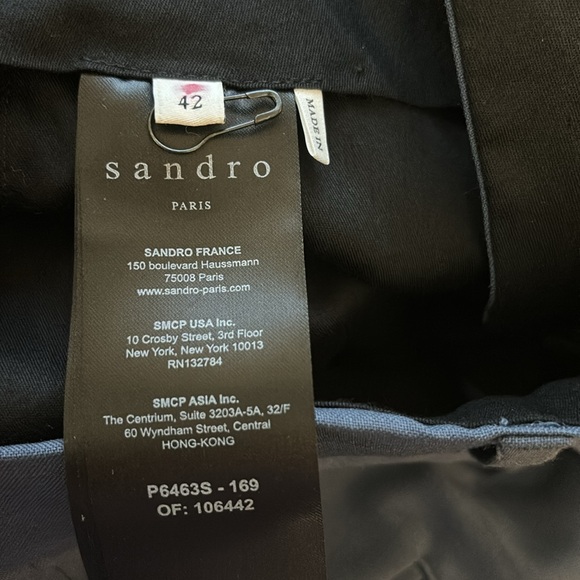 42
MADE IN
sandro
PARIS
SANDRO FRANCE
150 boulevard Haussmann
75008 Paris
www.sandro-paris.com
SMCP USA Inc.
10 Crosby Street, 3rd Floor
New York, New York 10013
RN132784
SMCP ASIA Inc.
The Centrium, Suite 3203A-5A, 32/F
60 Wyndham Street, Central
HONG-KONG
P6463S - 169
OF: 106442